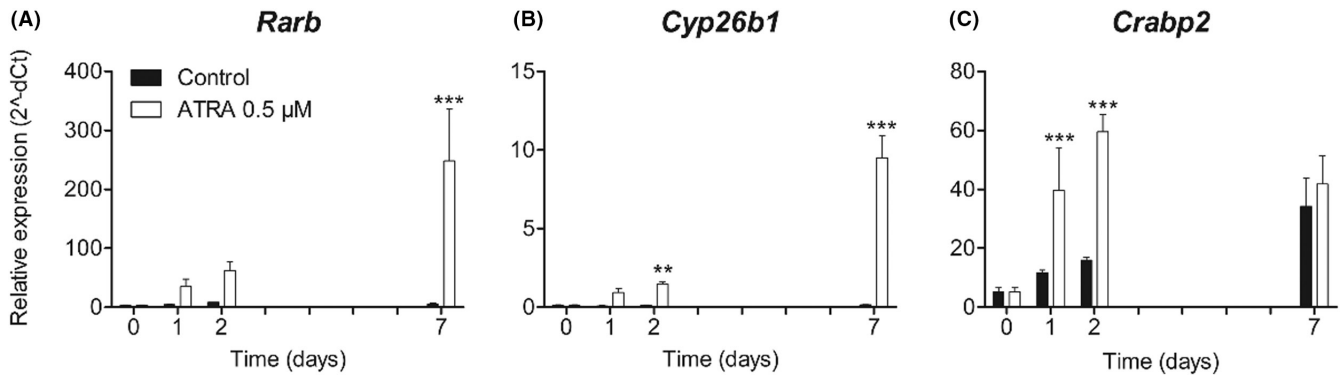 (A) Rarb
(B) Cyp26b1
(C) Crabp2
Relative expression (2^-dCt)
400
300
200
100
0
Control
ATRA 0.5 µM
***
0 1 2 7
Time (days)
15
10
5
0
**
***
0 1 2 7
Time (days)
80
60
40
20
0
***
***
0 1 2 7
Time (days)